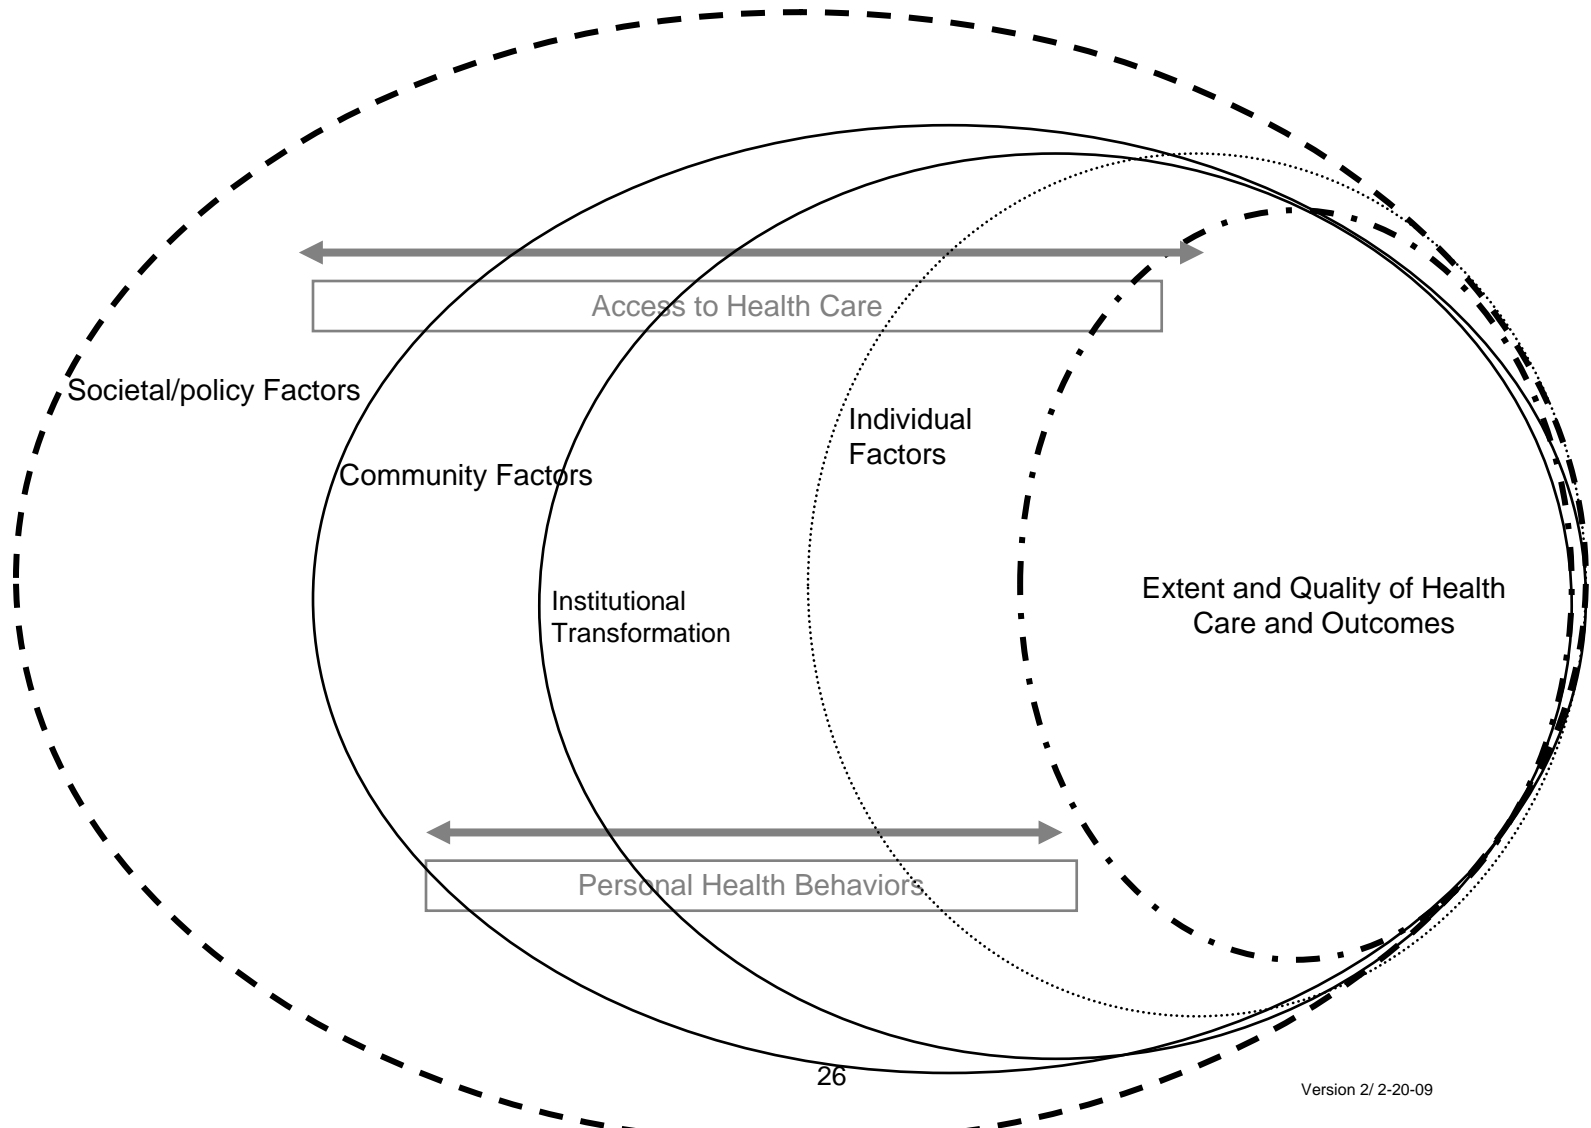 Access to Health Care
Societal/policy Factors
Individual
Factors
Community Factors
Extent and Quality of Health
Care and Outcomes
Institutional
Transformation
Personal Health Behaviors
26
Version 2/ 2-20-09